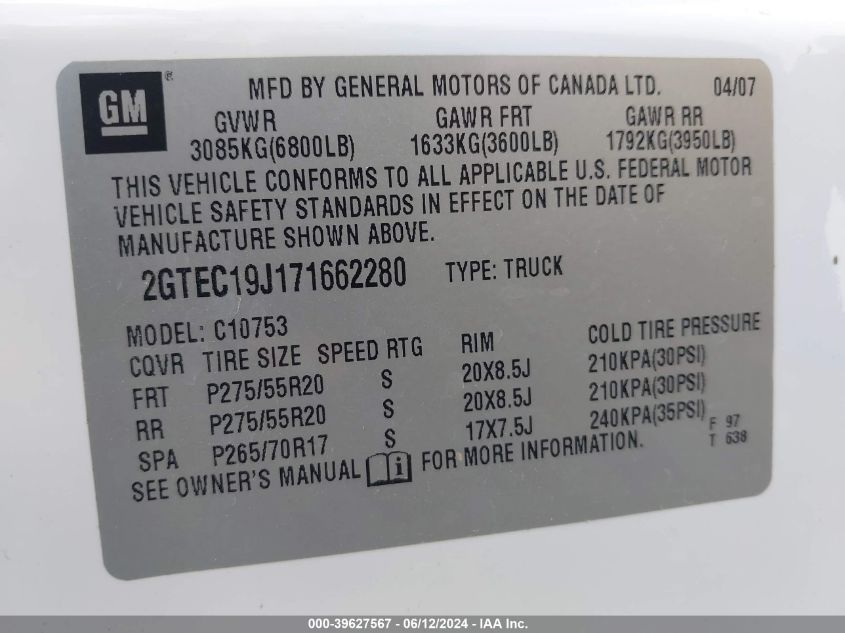 GM ® MFD BY GENERAL MOTORS OF CANADA LTD. 04/07
GVWR GAWR FRT GAWR RR
3085KG(6800LB) 1633KG(3600LB) 1792KG(3950LB)
THIS VEHICLE CONFORMS TO ALL APPLICABLE U.S. FEDERAL MOTOR
VEHICLE SAFETY STANDARDS IN EFFECT ON THE DATE OF
MANUFACTURE SHOWN ABOVE.
2GTEC19J171662280 TYPE: TRUCK
MODEL: C10753
CQVR TIRE SIZE SPEED RTG RIM COLD TIRE PRESSURE
FRT P275/55R20 S 20X8.5J 210KPA(30PSI)
RR P275/55R20 S 20X8.5J 210KPA(30PSI)
SPA P265/70R17 S 17X7.5J 240KPA(35PSI) F 97
T 638
SEE OWNER'S MANUAL i FOR MORE INFORMATION.
000-39627567 - 06/12/2024 - IAA Inc.